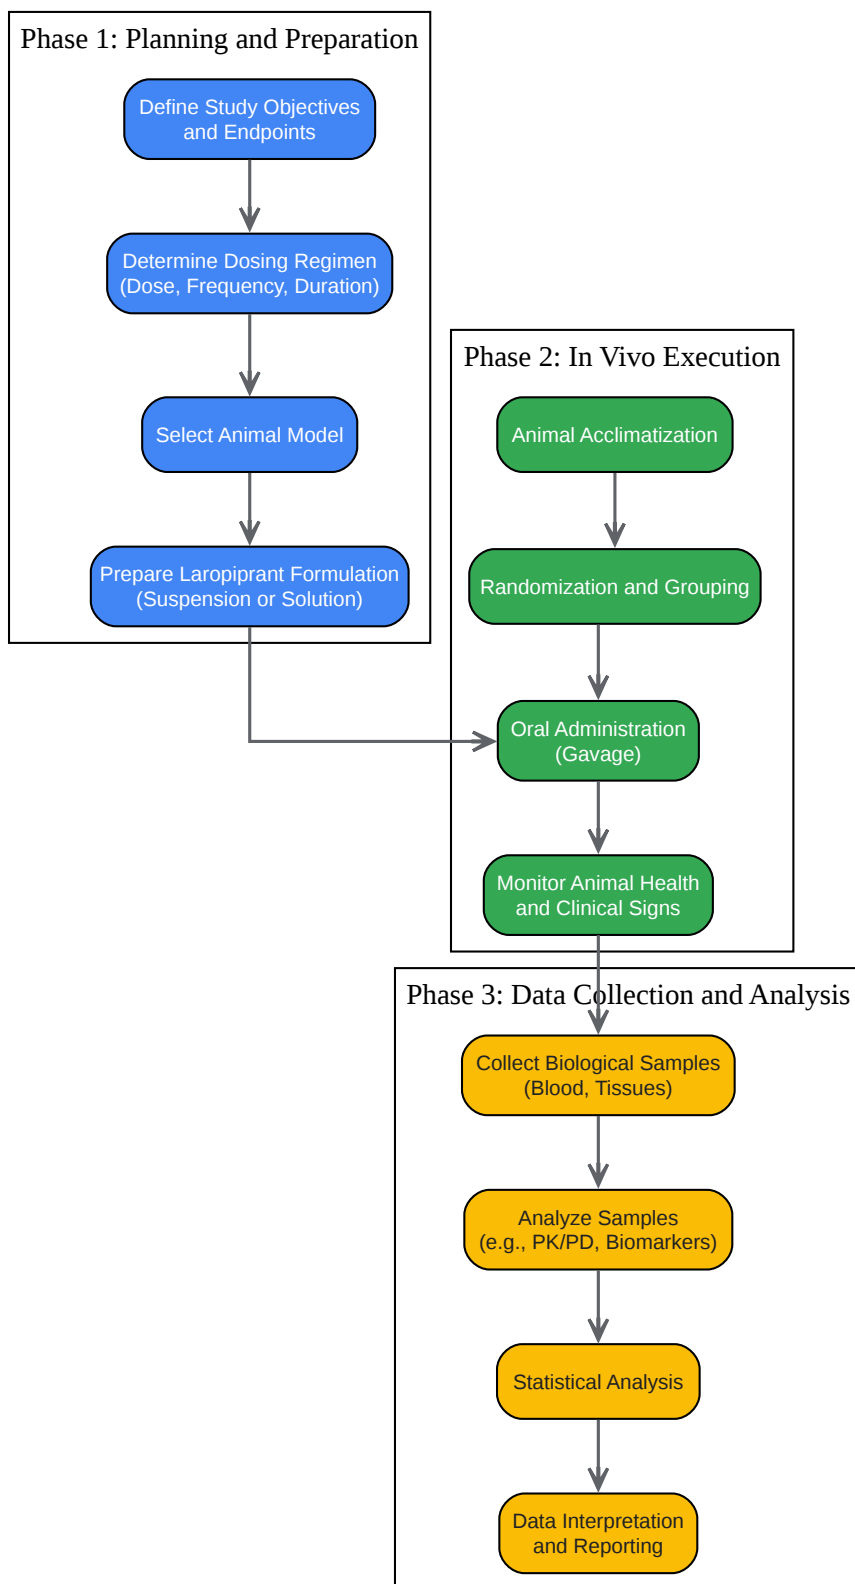 Phase 1: Planning and Preparation
Define Study Objectives
and Endpoints
Determine Dosing Regimen
(Dose, Frequency, Duration)
Select Animal Model
Prepare Laropiprant Formulation
(Suspension or Solution)
Phase 2: In Vivo Execution
Animal Acclimatization
Randomization and Grouping
Oral Administration
(Gavage)
Monitor Animal Health
and Clinical Signs
Phase 3: Data Collection and Analysis
Collect Biological Samples
(Blood, Tissues)
Analyze Samples
(e.g., PK/PD, Biomarkers)
Statistical Analysis
Data Interpretation
and Reporting